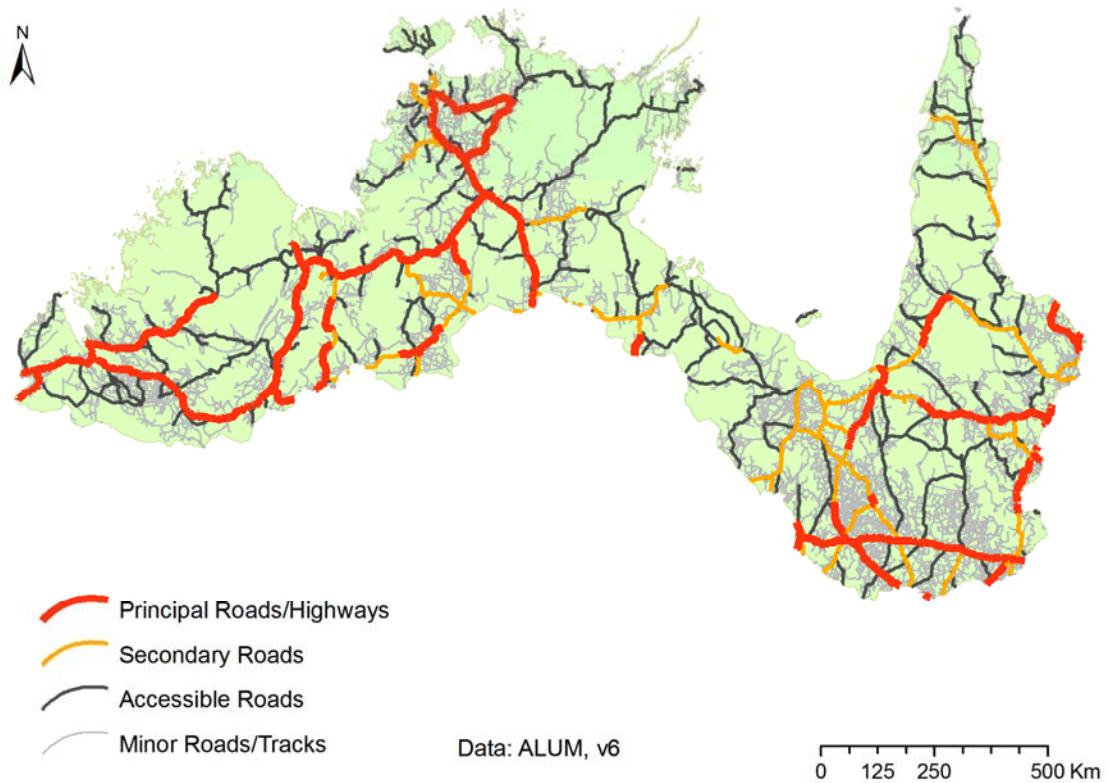 N
Principal Roads/Highways
Secondary Roads
Accessible Roads
Minor Roads/Tracks
Data: ALUM, v6
0 125 250 500 Km